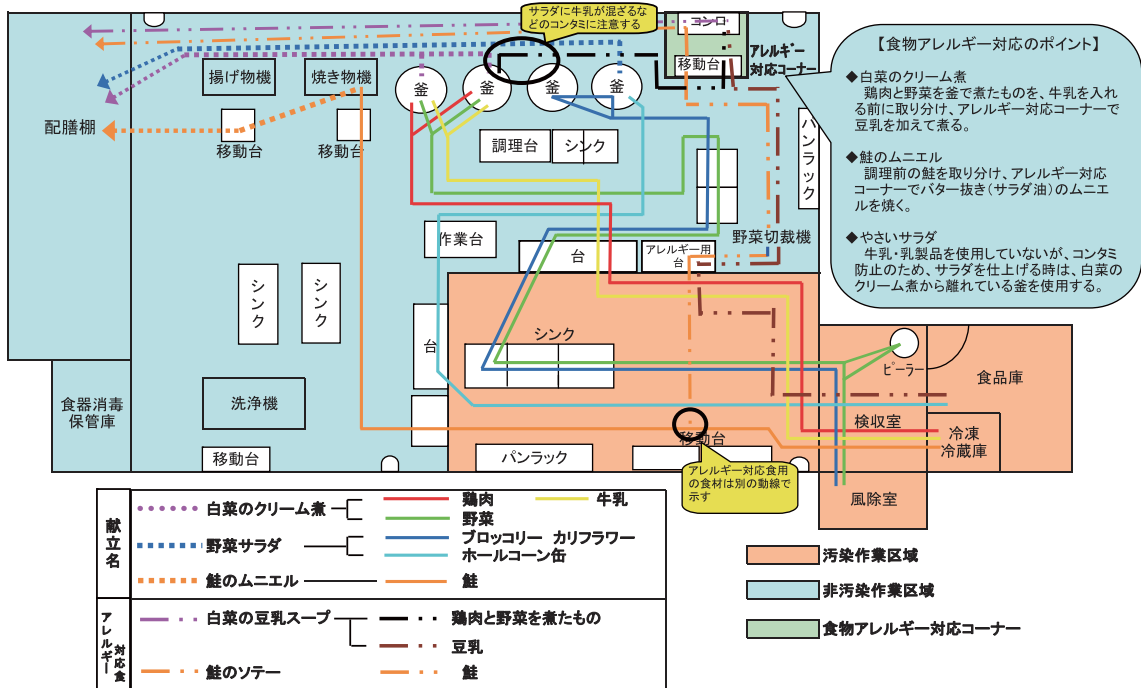 サラダに牛乳が混ざるな
どのコンタミに注意する
コンロ
移動台
アレルギー
対応コーナー
揚げ物機
焼き物機
釜
釜
釜
釜
配膳棚
移動台
移動台
調理台
シンク
パンラック
野菜切裁機
作業台
台
アレルギー用
台
シンク
シンク
台
シンク
ピーラー
食品庫
食器消毒
保管庫
洗浄機
検収室
冷凍
冷蔵庫
移動台
移動台
パンラック
アレルギー対応食用
の食材は別の動線で
示す
風除室
【食物アレルギー対応のポイント】
◆白菜のクリーム煮
鶏肉と野菜を釜で煮たものを、牛乳を入れ
る前に取り分け、アレルギー対応コーナーで
豆乳を加えて煮る。
◆鮭のムニエル
調理前の鮭を取り分け、アレルギー対応
コーナーでバター抜き(サラダ油)のムニエ
ルを焼く。
◆やさいサラダ
牛乳・乳製品を使用していないが、コンタミ
防止のため、サラダを仕上げる時は、白菜の
クリーム煮から離れている釜を使用する。
献立名
白菜のクリーム煮
鶏肉
牛乳
野菜
野菜サラダ
ブロッコリー カリフラワー
ホールコーン缶
鮭のムニエル
鮭
アレルギー対応食
白菜の豆乳スープ
鶏肉と野菜を煮たもの
豆乳
鮭のソテー
鮭
汚染作業区域
非汚染作業区域
食物アレルギー対応コーナー